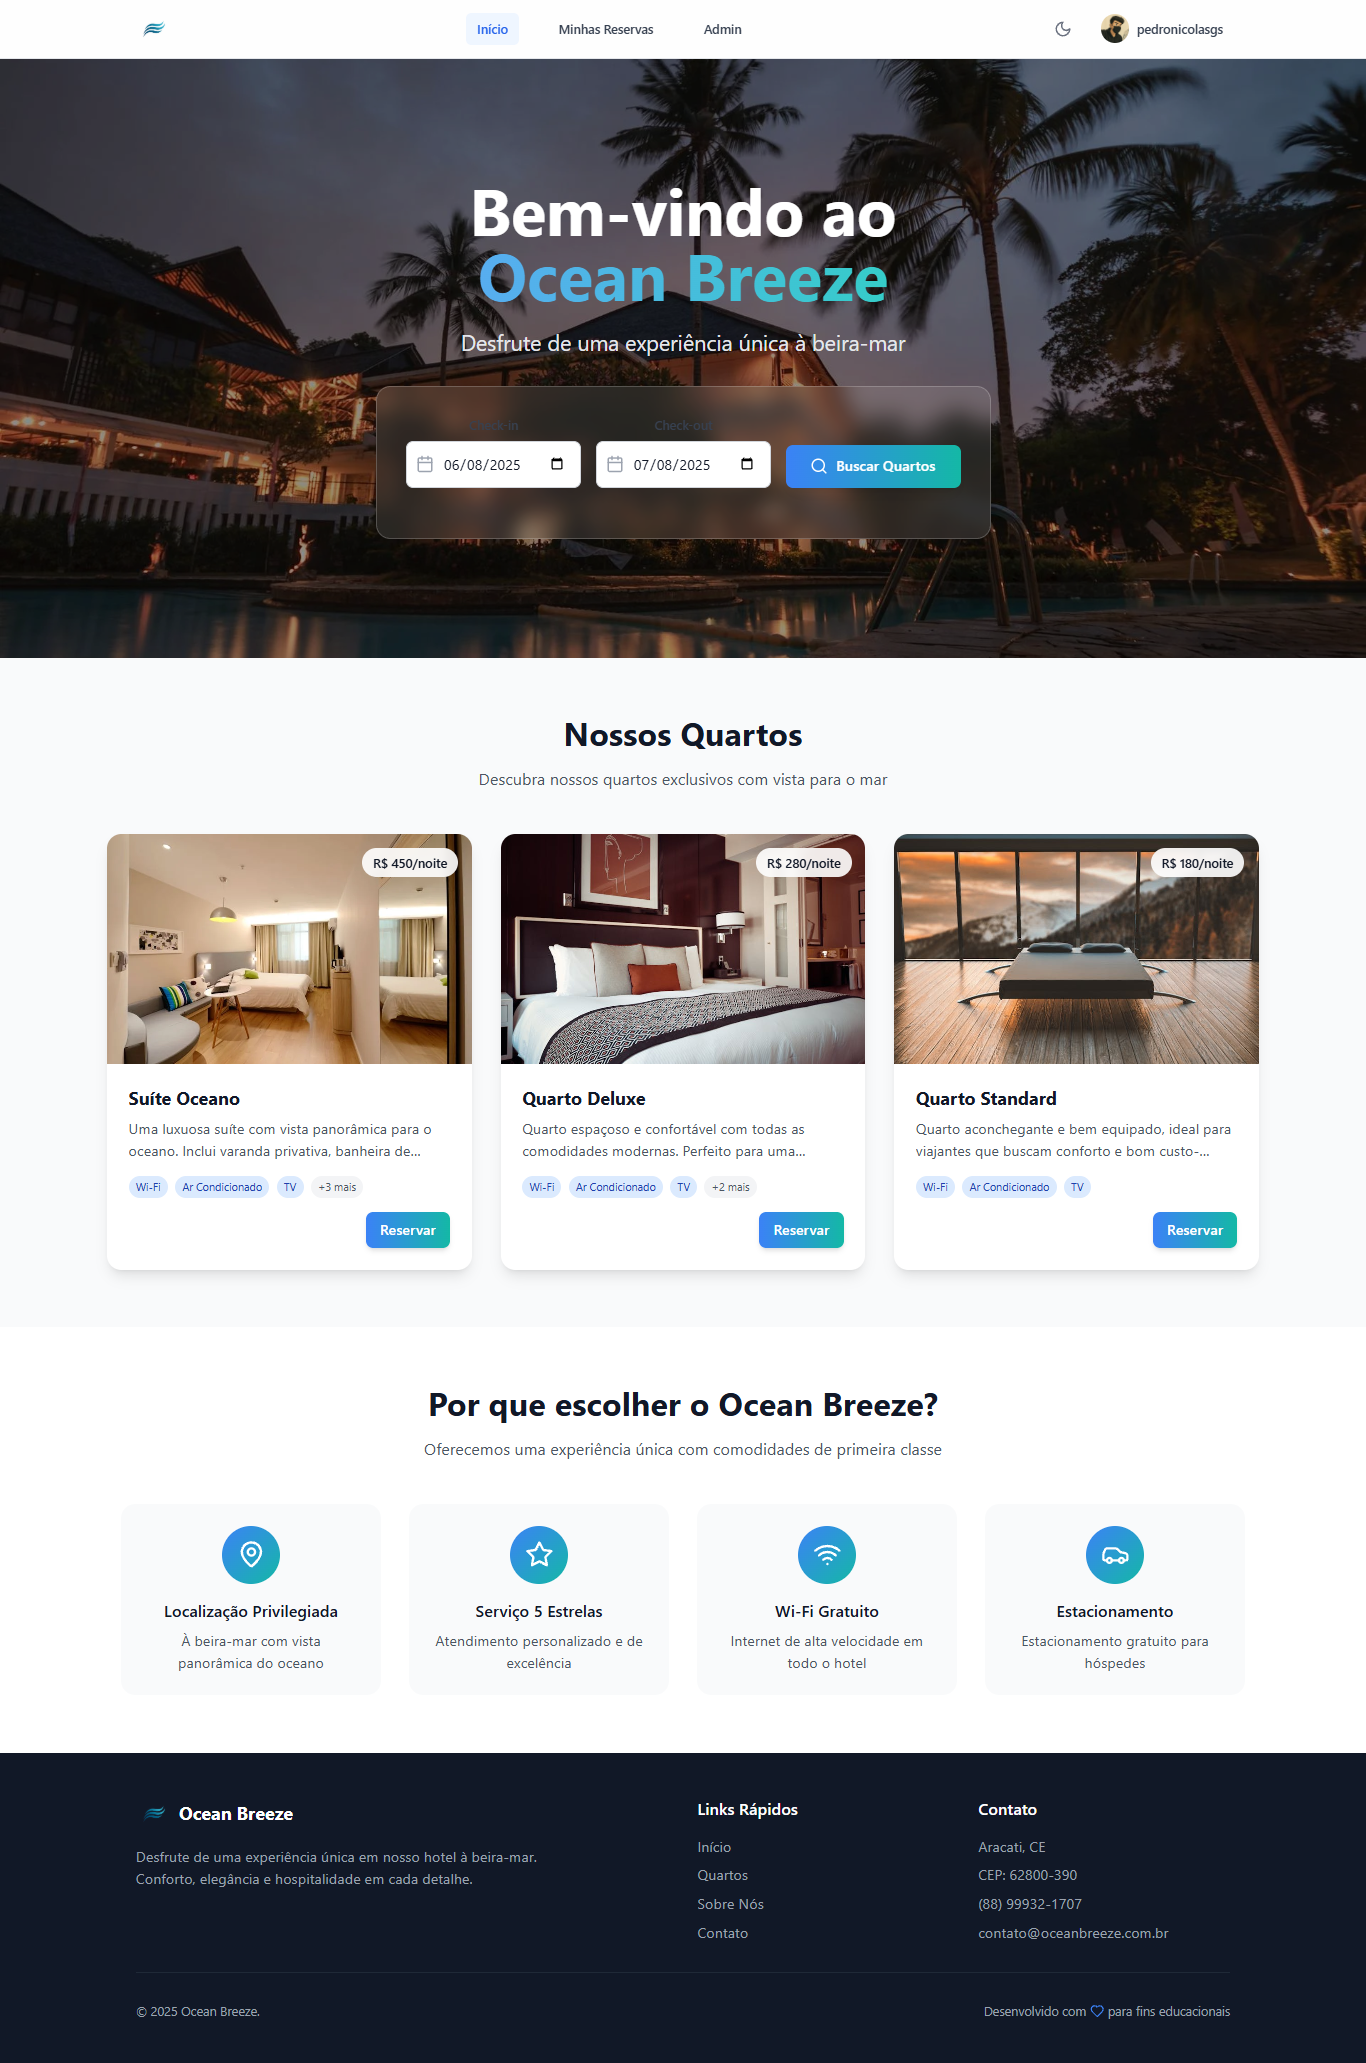 Início
Minhas Reservas
Admin
pedronicolasgs
Bem-vindo ao
Ocean Breeze
Desfrute de uma experiência única à beira-mar
Check-in
Check-out
06/08/2025
07/08/2025
Buscar Quartos
Nossos Quartos
Descubra nossos quartos exclusivos com vista para o mar
R$ 450/noite
Suíte Oceano
Uma luxuosa suíte com vista panorâmica para o
oceano. Inclui varanda privativa, banheira de...
Wi-Fi
Ar Condicionado
TV
+3 mais
Reservar
R$ 280/noite
Quarto Deluxe
Quarto espaçoso e confortável com todas as
comodidades modernas. Perfeito para uma...
Wi-Fi
Ar Condicionado
TV
+2 mais
Reservar
R$ 180/noite
Quarto Standard
Quarto aconchegante e bem equipado, ideal para
viajantes que buscam conforto e bom custo-...
Wi-Fi
Ar Condicionado
TV
Reservar
Por que escolher o Ocean Breeze?
Oferecemos uma experiência única com comodidades de primeira classe
Localização Privilegiada
À beira-mar com vista
panorâmica do oceano
Serviço 5 Estrelas
Atendimento personalizado e de
excelência
Wi-Fi Gratuito
Internet de alta velocidade em
todo o hotel
Estacionamento
Estacionamento gratuito para
hóspedes
Ocean Breeze
Desfrute de uma experiência única em nosso hotel à beira-mar.
Conforto, elegância e hospitalidade em cada detalhe.
Links Rápidos
Início
Quartos
Sobre Nós
Contato
Contato
Aracati, CE
CEP: 62800-390
(88) 99932-1707
contato@oceanbreeze.com.br
© 2025 Ocean Breeze.
Desenvolvido com para fins educacionais